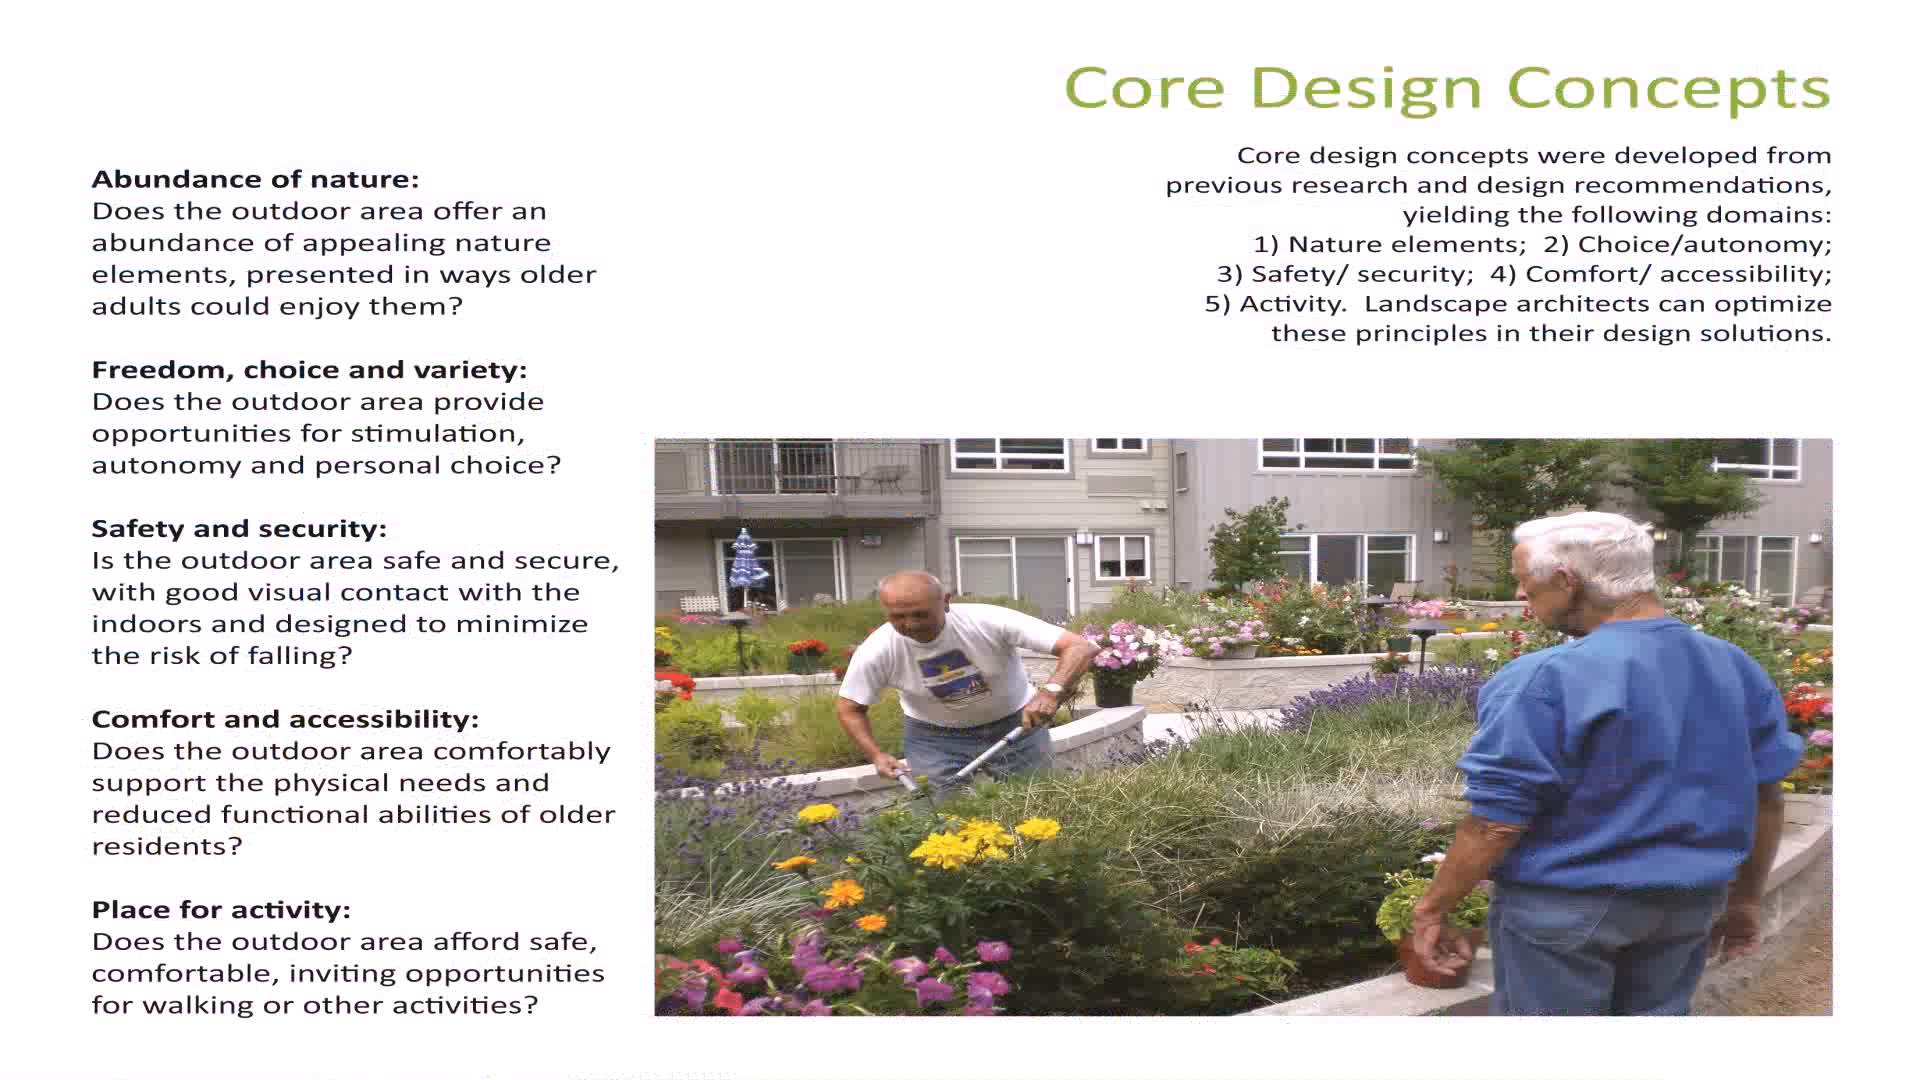 Core Design Concepts
Core design concepts were developed from
previous research and design recommendations,
yielding the following domains:
1) Nature elements; 2) Choice/autonomy;
3) Safety/ security; 4) Comfort/ accessibility;
5) Activity. Landscape architects can optimize
these principles in their design solutions.
Abundance of nature:
Does the outdoor area offer an
abundance of appealing nature
elements, presented in ways older
adults could enjoy them?
Freedom, choice and variety:
Does the outdoor area provide
opportunities for stimulation,
autonomy and personal choice?
Safety and security:
Is the outdoor area safe and secure,
with good visual contact with the
indoors and designed to minimize
the risk of falling?
Comfort and accessibility:
Does the outdoor area comfortably
support the physical needs and
reduced functional abilities of older
residents?
Place for activity:
Does the outdoor area afford safe,
comfortable, inviting opportunities
for walking or other activities?